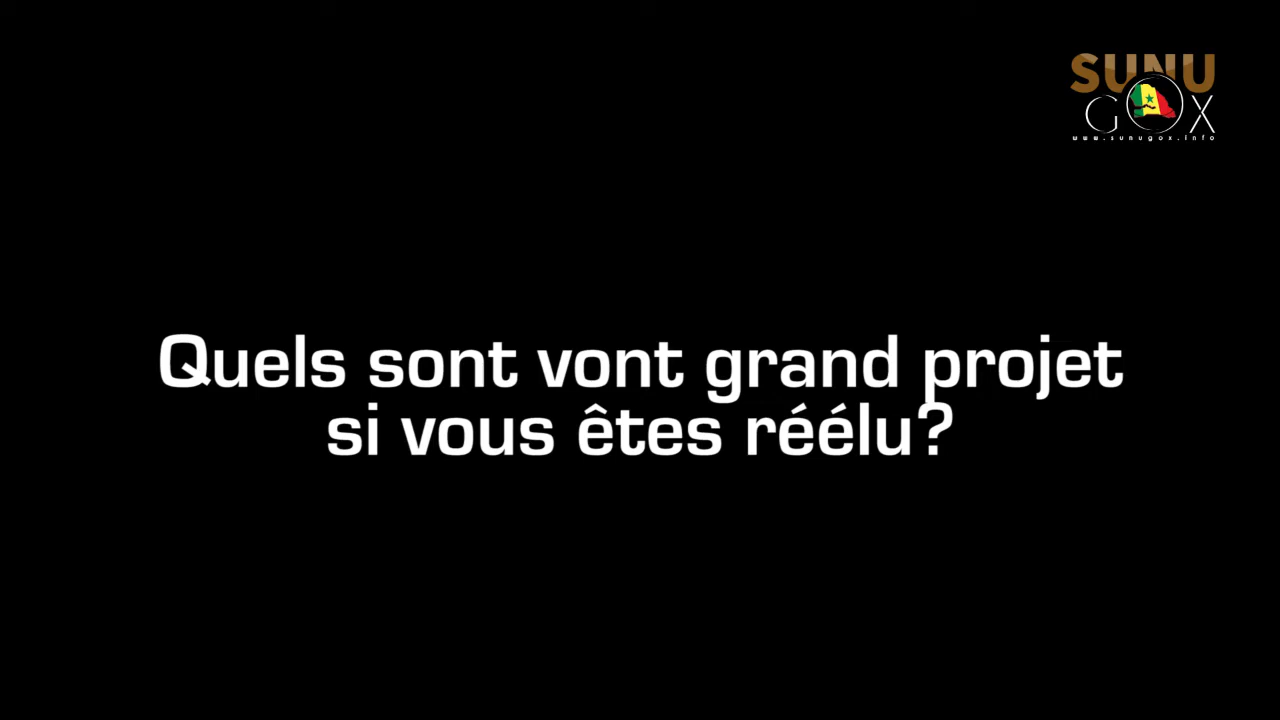 SUNU
GOX
www.sunugox.info
Quels sont vont grand projet
si vous êtes réélu?